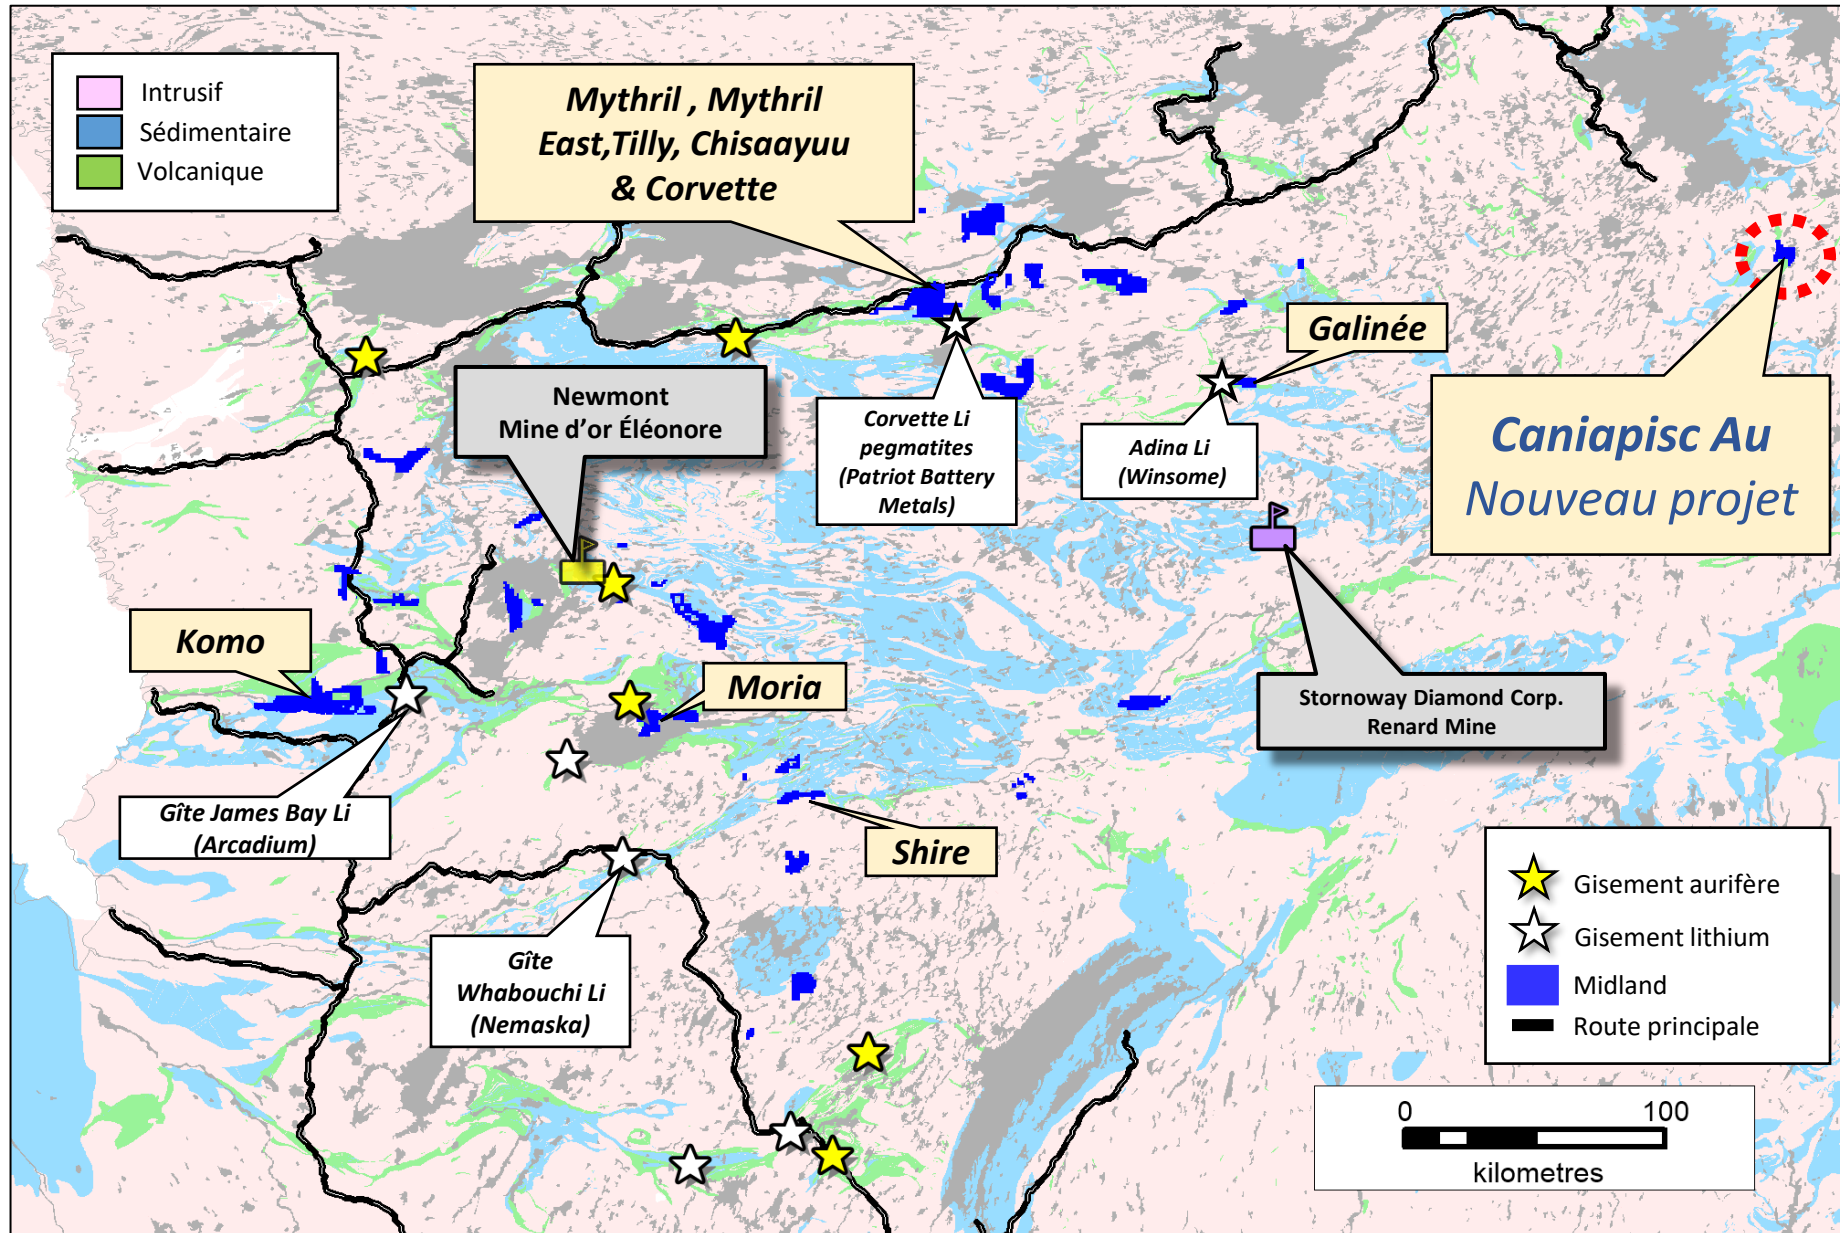 Intrusif
Sédimentaire
Volcanique
Mythril , Mythril
East,Tilly, Chisaayuu
& Corvette
Galinée
Newmont
Mine d'or Éléonore
Corvette Li
pegmatites
(Patriot Battery
Metals)
Adina Li
(Winsome)
Caniapisc Au
Nouveau projet
Komo
Moria
Stornoway Diamond Corp.
Renard Mine
Gîte James Bay Li
(Arcadium)
Shire
Gîte
Whabouchi Li
(Nemaska)
Gisement aurifère
Gisement lithium
Midland
Route principale
0 100
kilometres